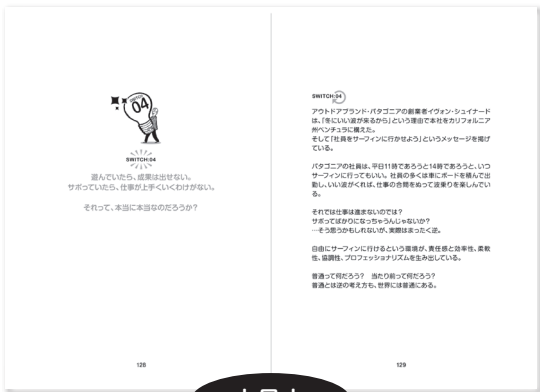 04
SWITCH:04
遊んでいたら、成果は出せない。
サボっていたら、仕事が上手くいくわけがない。
それって、本当に本当なのだろうか？
128
SWITCH:04
アウトドアブランド・パタゴニアの創業者イヴォン・シュイナード
は、「冬にいい波が来るから」という理由で本社をカリフォルニア
州ベンチュラに構えた。
そして「社員をサーフィンに行かせよう」というメッセージを掲げ
ている。
パタゴニアの社員は、平日11時であろうと14時であろうと、いつ
サーフィンに行ってもいい。社員の多くは車にボードを積んで出
勤し、いい波がくれば、仕事の合間をぬって波乗りを楽しんでい
る。
それでは仕事は進まないのでは？
サボってばかりになっちゃうんじゃないか？
…そう思うかもしれないが、実際はまったく逆。
自由にサーフィンに行けるという環境が、責任感と効率性、柔軟
性、協調性、プロフェッショナリズムを生み出している。
普通って何だろう？　当たり前って何だろう？
普通とは逆の考え方も、世界には普通にある。
129